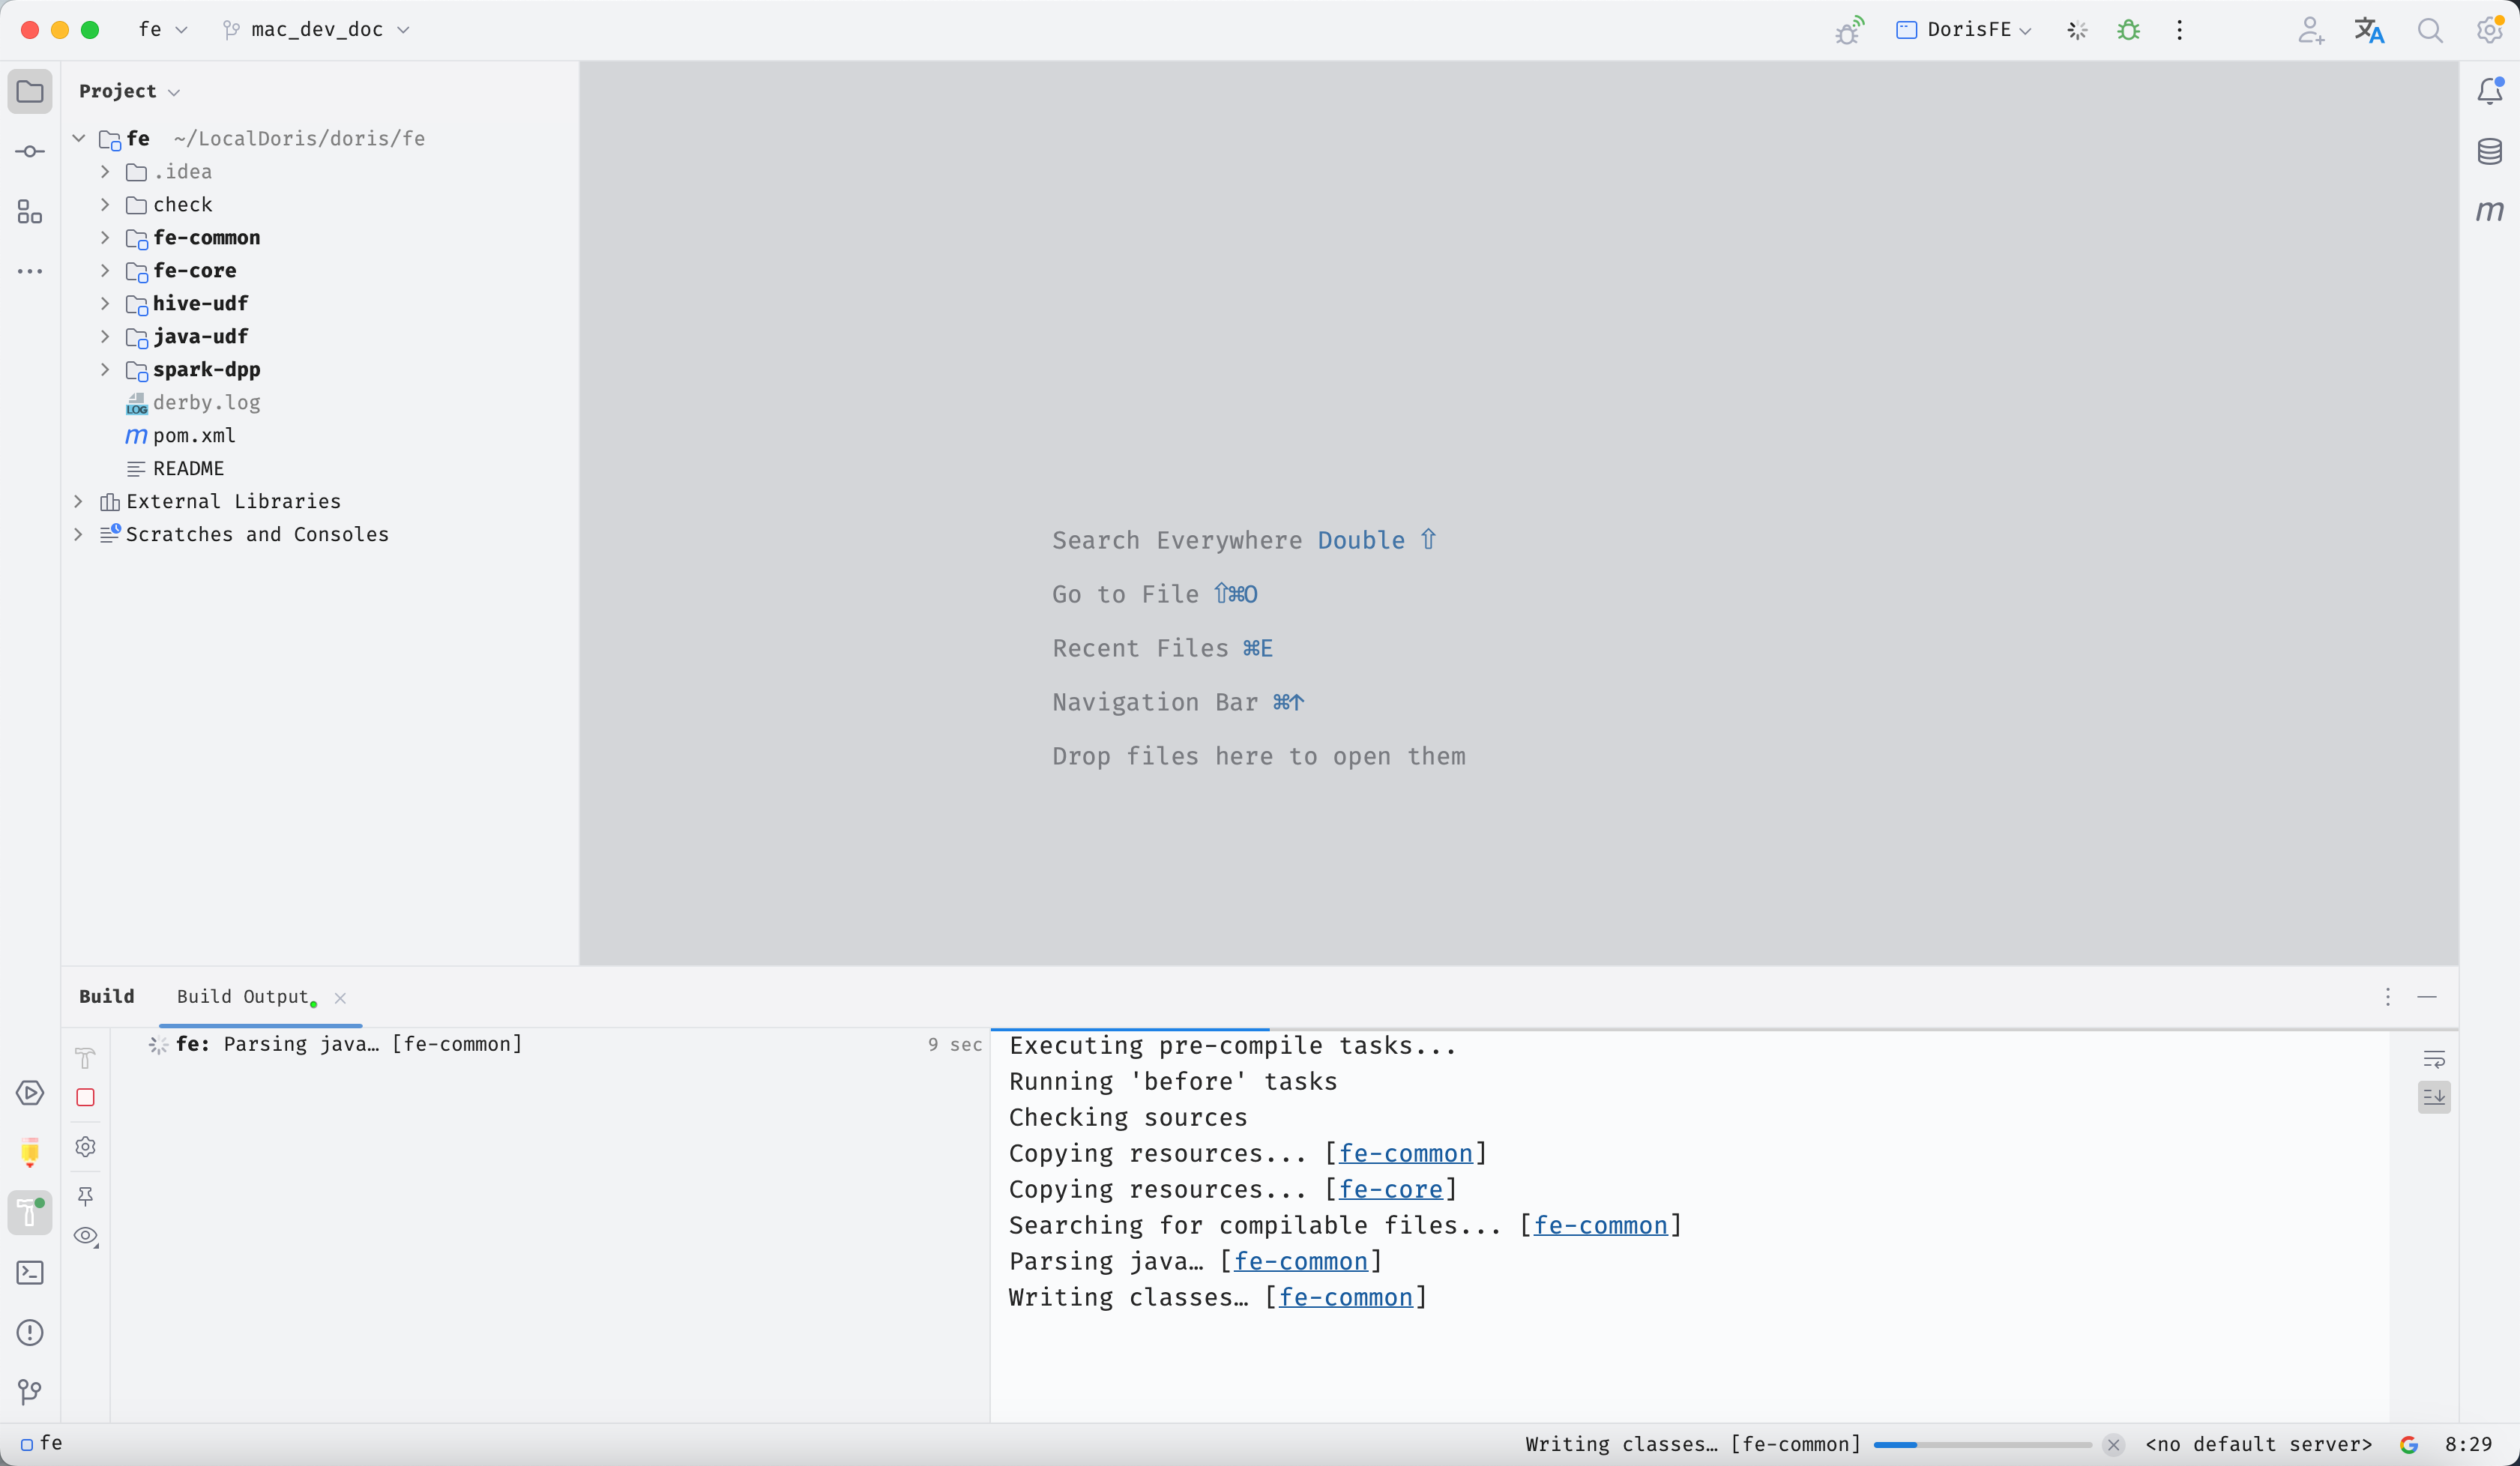 fe
mac_dev_doc
DorisFE
Project
fe ~/LocalDoris/doris/fe
.idea
check
fe-common
fe-core
hive-udf
java-udf
spark-dpp
LOG derby.log
m pom.xml
README
External Libraries
Scratches and Consoles
Search Everywhere Double ⇧
Go to File ⇧⌘O
Recent Files ⌘E
Navigation Bar ⌘↑
Drop files here to open them
m
Build
Build Output
fe: Parsing java… [fe-common]
9 sec
Executing pre-compile tasks...
Running 'before' tasks
Checking sources
Copying resources... [fe-common]
Copying resources... [fe-core]
Searching for compilable files... [fe-common]
Parsing java… [fe-common]
Writing classes… [fe-common]
fe
Writing classes… [fe-common]
<no default server>
G
8:29